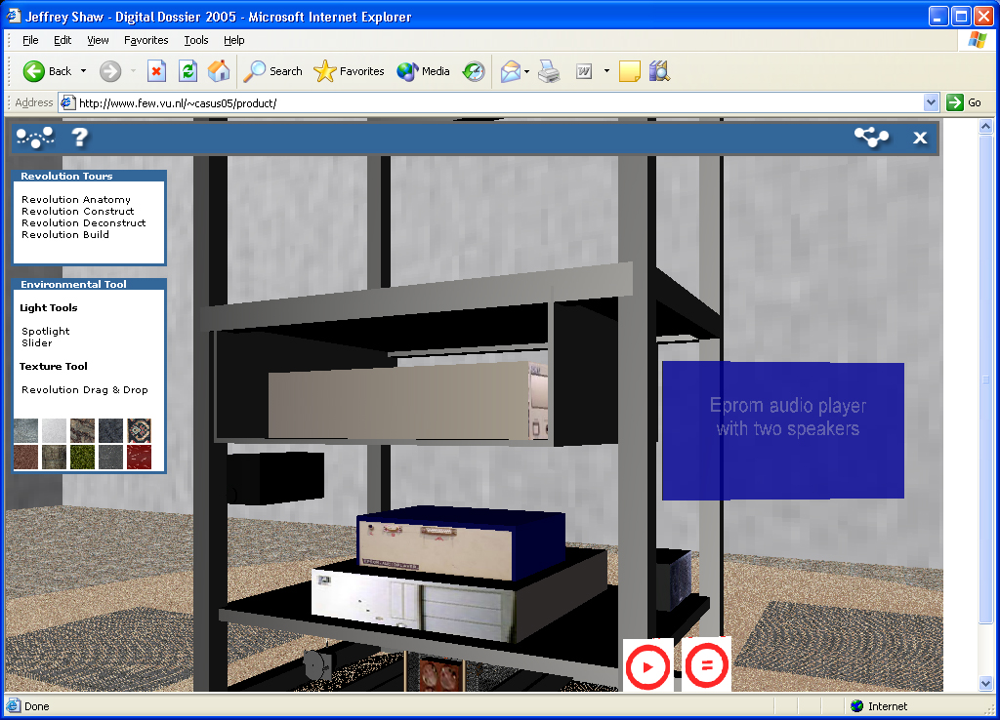 Jeffrey Shaw - Digital Dossier 2005 - Microsoft Internet Explorer
File Edit View Favorites Tools Help
Back Search Favorites Media
Address http://www.few.vu.nl/~casus05/product/ Go
?
Revolution Tours
Revolution Anatomy
Revolution Construct
Revolution Deconstruct
Revolution Build
Environmental Tool
Light Tools
Spotlight
Slider
Texture Tool
Revolution Drag & Drop
Eprom audio player
with two speakers
Done Internet